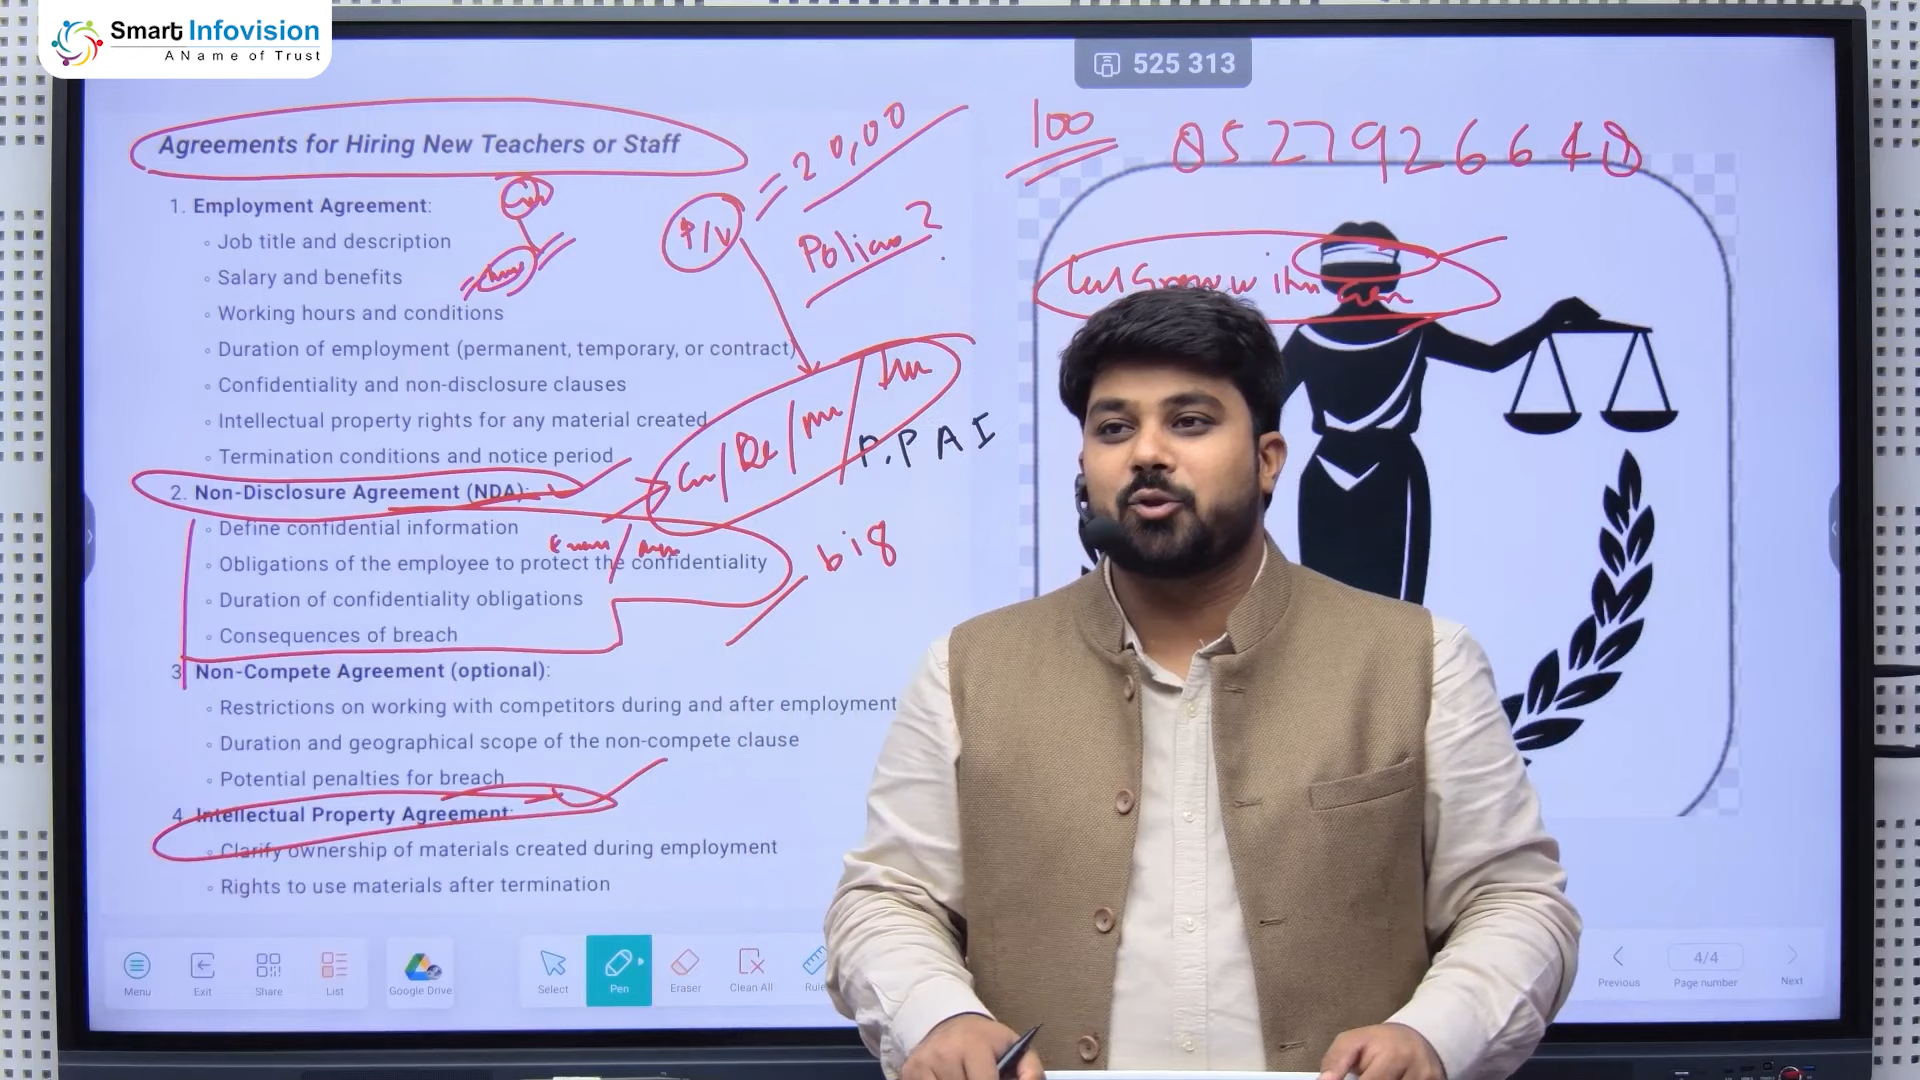 Smart Infovision
A Name of Trust
525 313
Agreements for Hiring New Teachers or Staff
1. Employment Agreement:
◦ Job title and description
◦ Salary and benefits
◦ Working hours and conditions
◦ Duration of employment (permanent, temporary, or contract)
◦ Confidentiality and non-disclosure clauses
◦ Intellectual property rights for any material created
◦ Termination conditions and notice period
2. Non-Disclosure Agreement (NDA):
◦ Define confidential information
◦ Obligations of the employee to protect the confidentiality
◦ Duration of confidentiality obligations
◦ Consequences of breach
3 Non-Compete Agreement (optional):
◦ Restrictions on working with competitors during and after employment
◦ Duration and geographical scope of the non-compete clause
◦ Potential penalties for breach
4. Intellectual Property Agreement:
◦ Clarify ownership of materials created during employment
◦ Rights to use materials after termination
= 20,00
P/V
100
big
Menu
Exit
Share
List
Google Drive
Select
Pen
Eraser
Clean All
Previous
4/4
Page number
Next